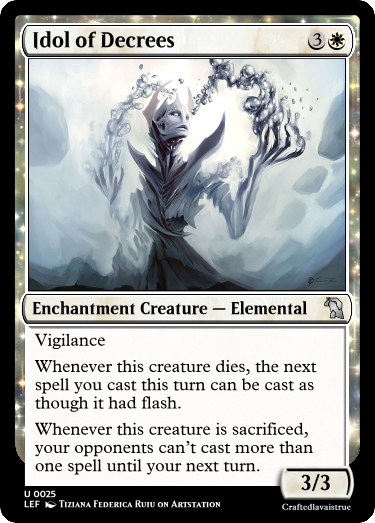 Idol of Decrees 3
Enchantment Creature — Elemental
Vigilance
Whenever this creature dies, the next
spell you cast this turn can be cast as
though it had flash.
Whenever this creature is sacrificed,
your opponents can't cast more than
one spell until your next turn.
3/3
U 0025
LEF Tiziana Federica Ruiu on ArtStation
Craftedlavaistrue